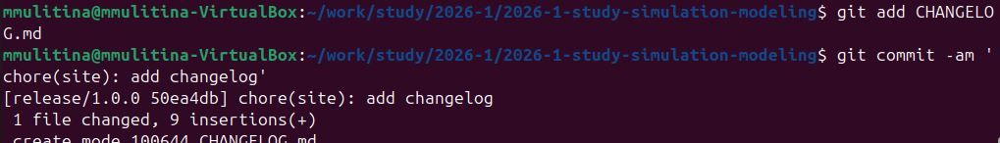 mmulitina@mmulitina-VirtualBox:~/work/study/2026-1/2026-1-study-simulation-modeling$ git add CHANGELO
G.md
mmulitina@mmulitina-VirtualBox:~/work/study/2026-1/2026-1-study-simulation-modeling$ git commit -am '
chore(site): add changelog'
[release/1.0.0 50ea4db] chore(site): add changelog
 1 file changed, 9 insertions(+)
 create mode 100644 CHANGELOG.md